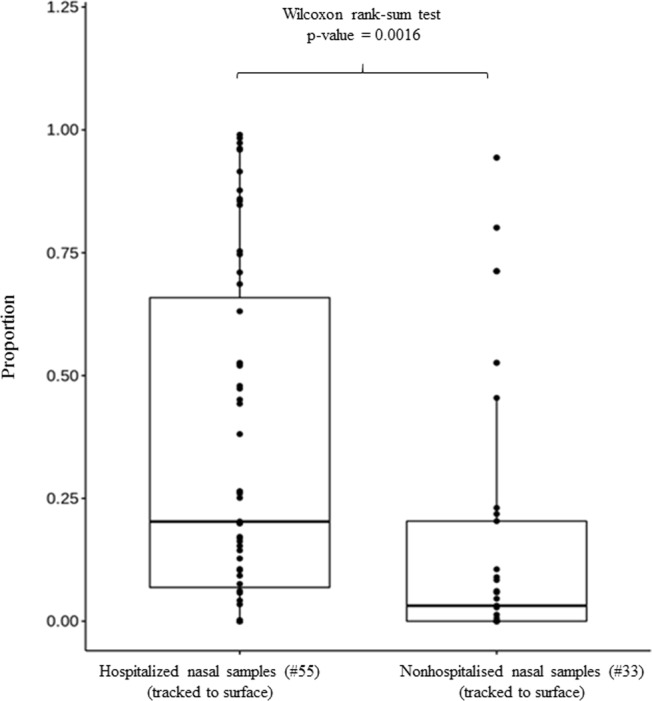 Wilcoxon rank-sum test
p-value = 0.0016
1.25
1.00
0.75
0.50
0.25
0.00
Proportion
Hospitalized nasal samples (#55)
(tracked to surface)
Nonhospitalised nasal samples (#33)
(tracked to surface)